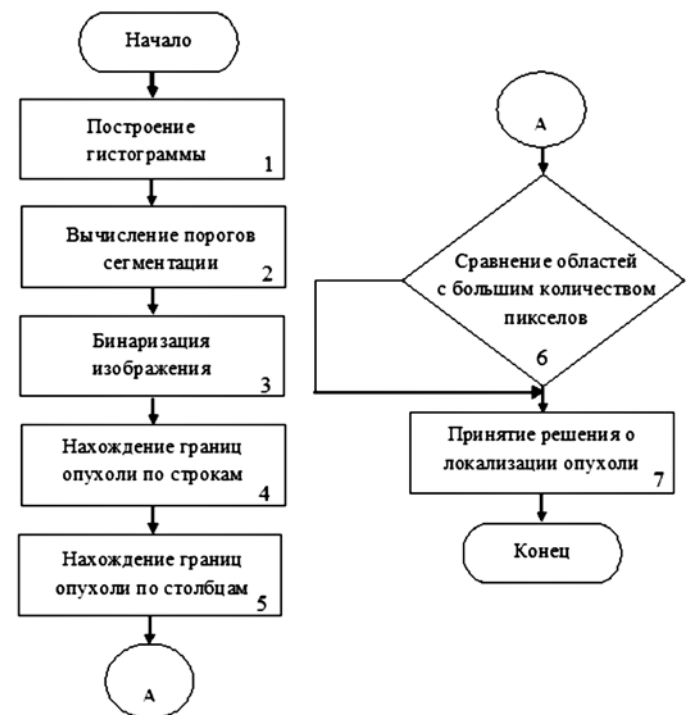 Начало
Построение
гистограммы
1
Вычисление порогов
сегментации
2
Бинаризация
изображения
3
Нахождение границ
опухоли по строкам
4
Нахождение границ
опухоли по столбцам
5
А
А
Сравнение областей
с большим количеством
пикселов
6
Принятие решения о
локализации опухоли
7
Конец